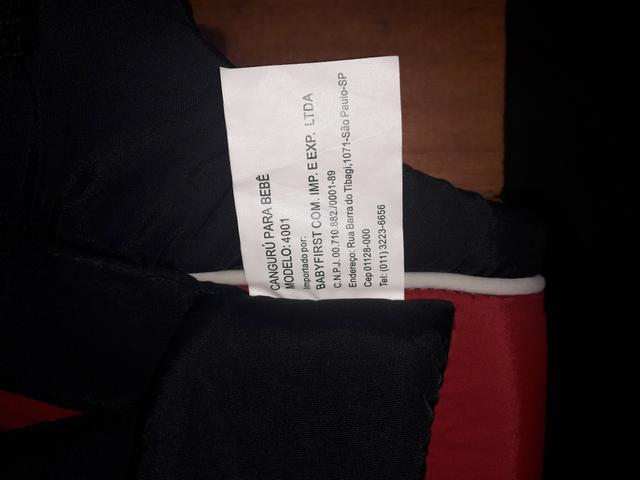 CANGURÚ PARA BEBÊ
MODELO: 4001
Importado por:
BABYFIRST COM. IMP. E EXP. LTDA
C.N.P.J. 00.710.882./0001-89
Endereço: Rua Barra do Tibagi,1071-São Paulo-SP
Cep 01128-000
Tel: (011) 3223-6656